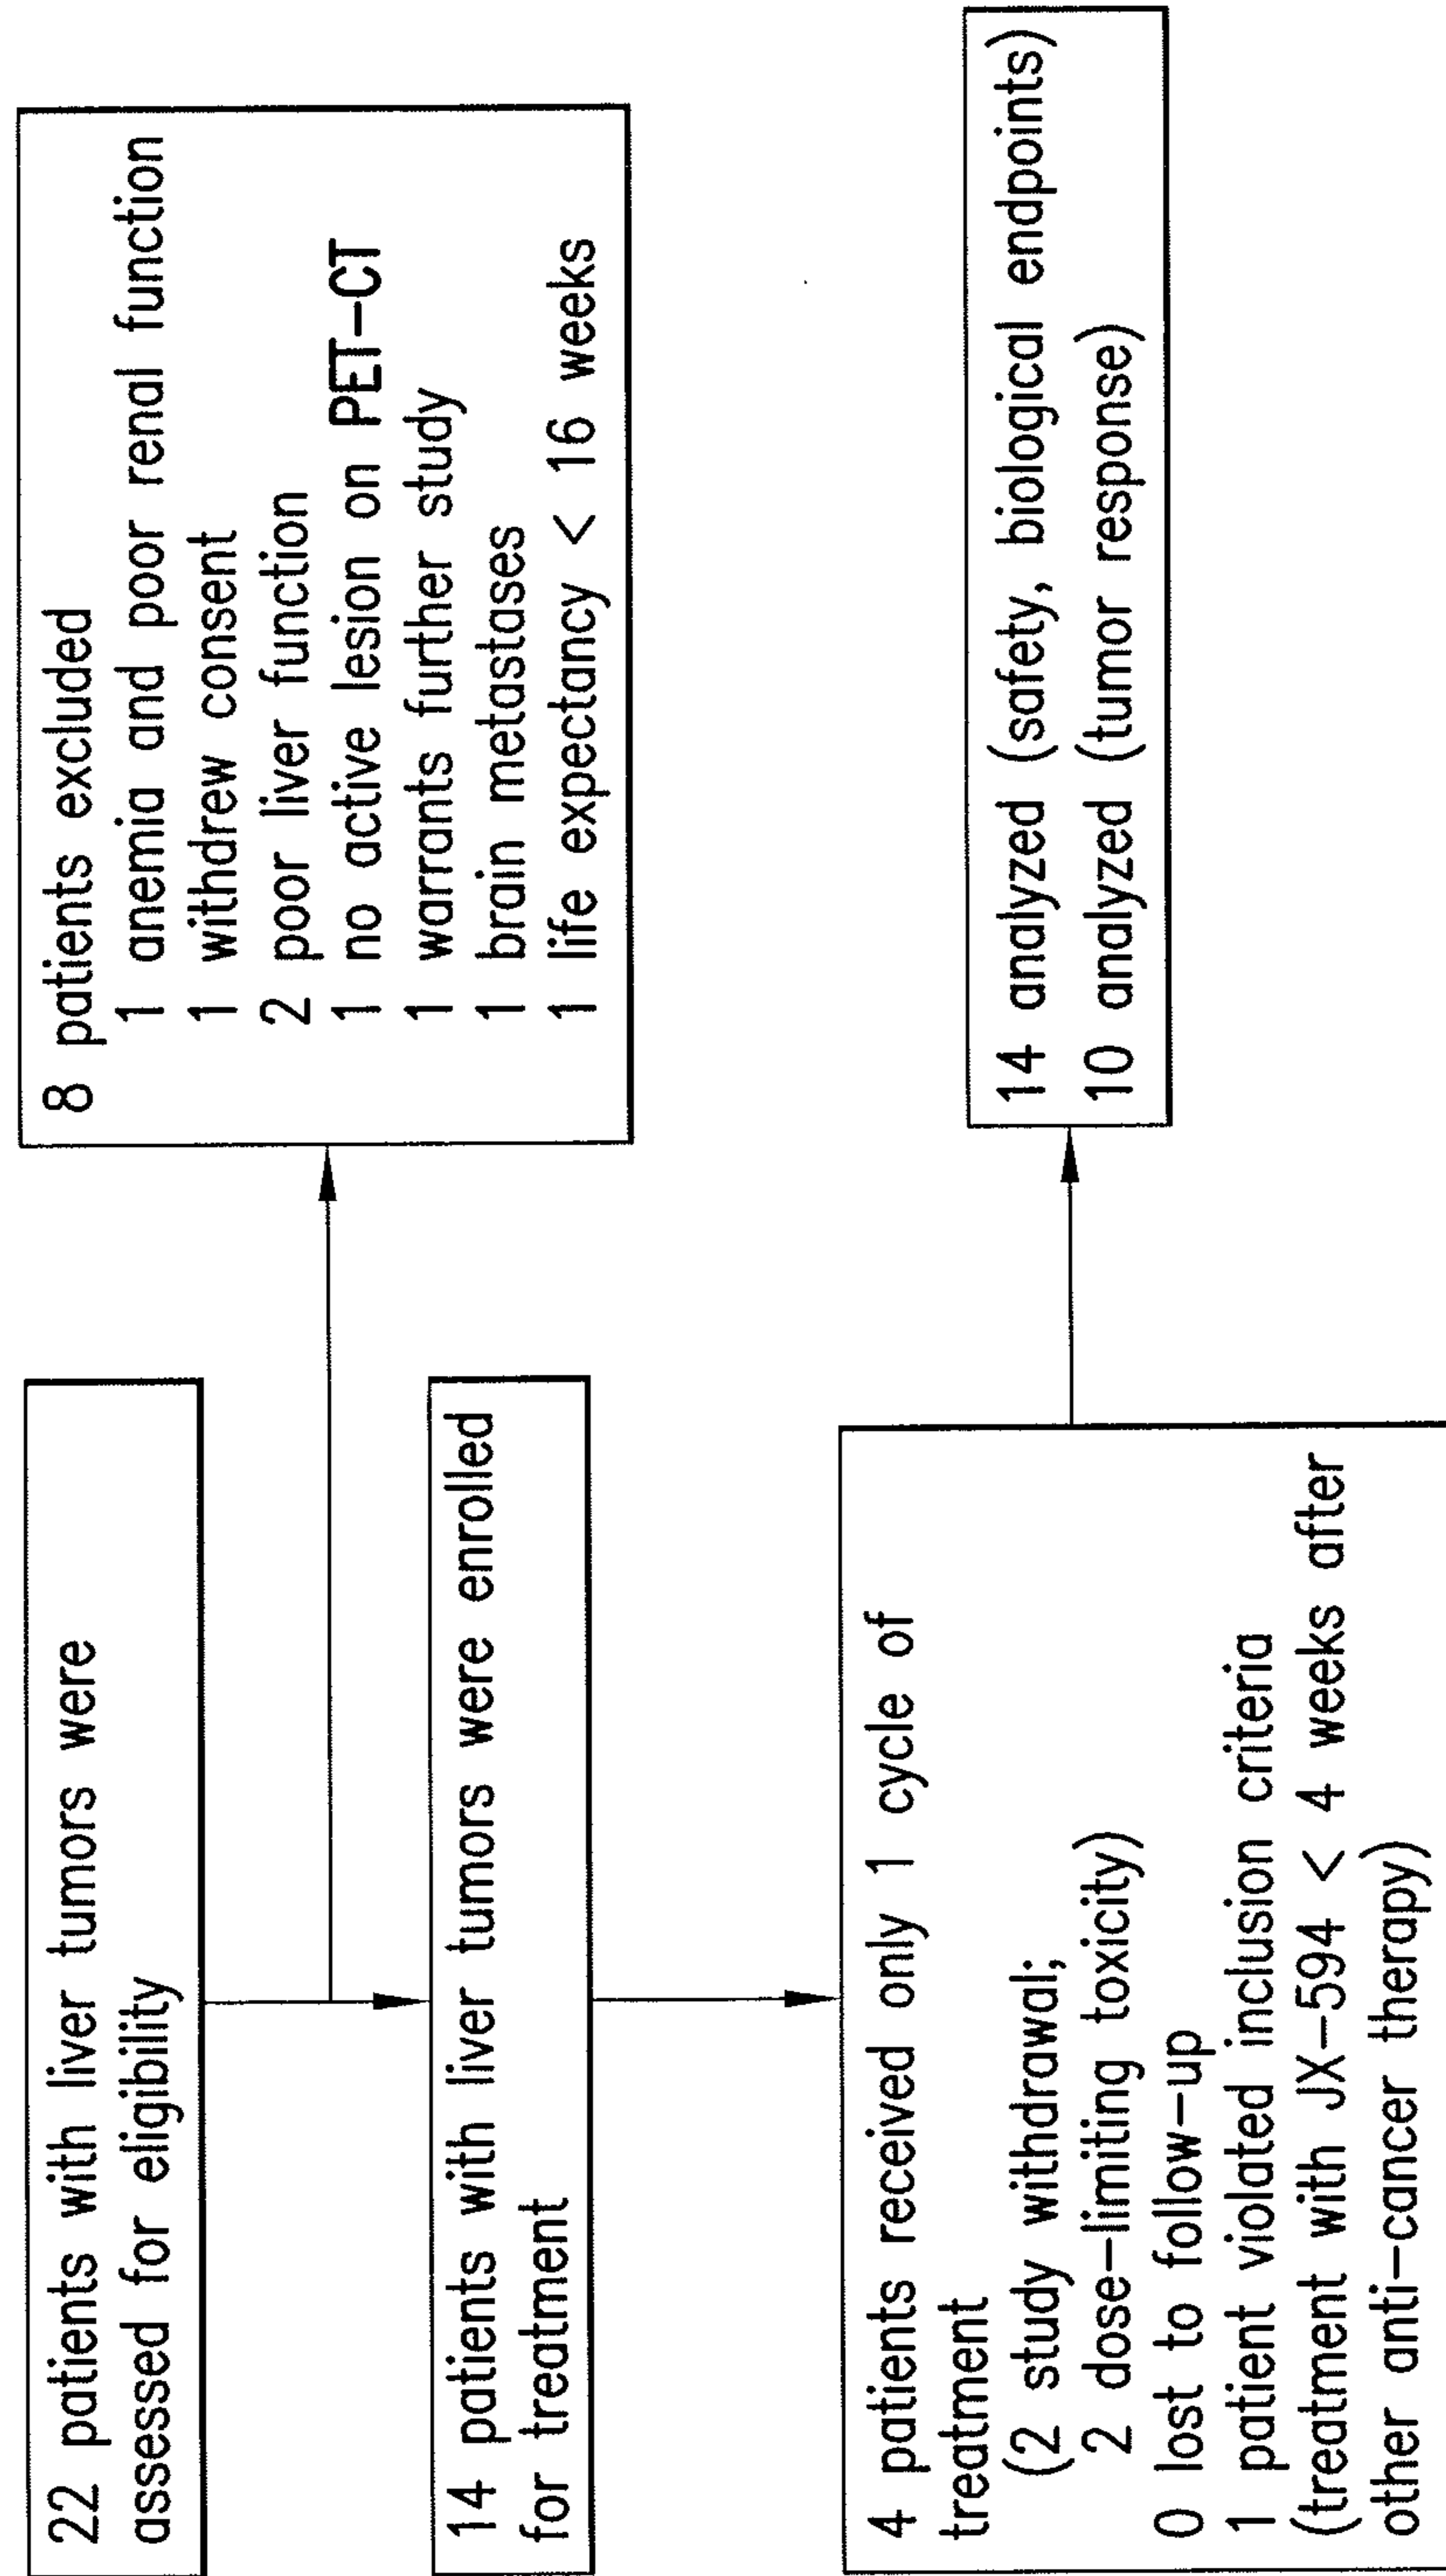 22 patients with liver tumors were
assessed for eligibility
8 patients excluded
1 anemia and poor renal function
1 withdrew consent
2 poor liver function
1 no active lesion on PET-CT
1 warrants further study
1 brain metastases
1 life expectancy < 16 weeks
14 patients with liver tumors were enrolled
for treatment
4 patients received only 1 cycle of
treatment
(2 study withdrawal;
2 dose-limiting toxicity)
0 lost to follow-up
1 patient violated inclusion criteria
(treatment with JX-594 < 4 weeks after
other anti-cancer therapy)
14 analyzed (safety, biological endpoints)
10 analyzed (tumor response)